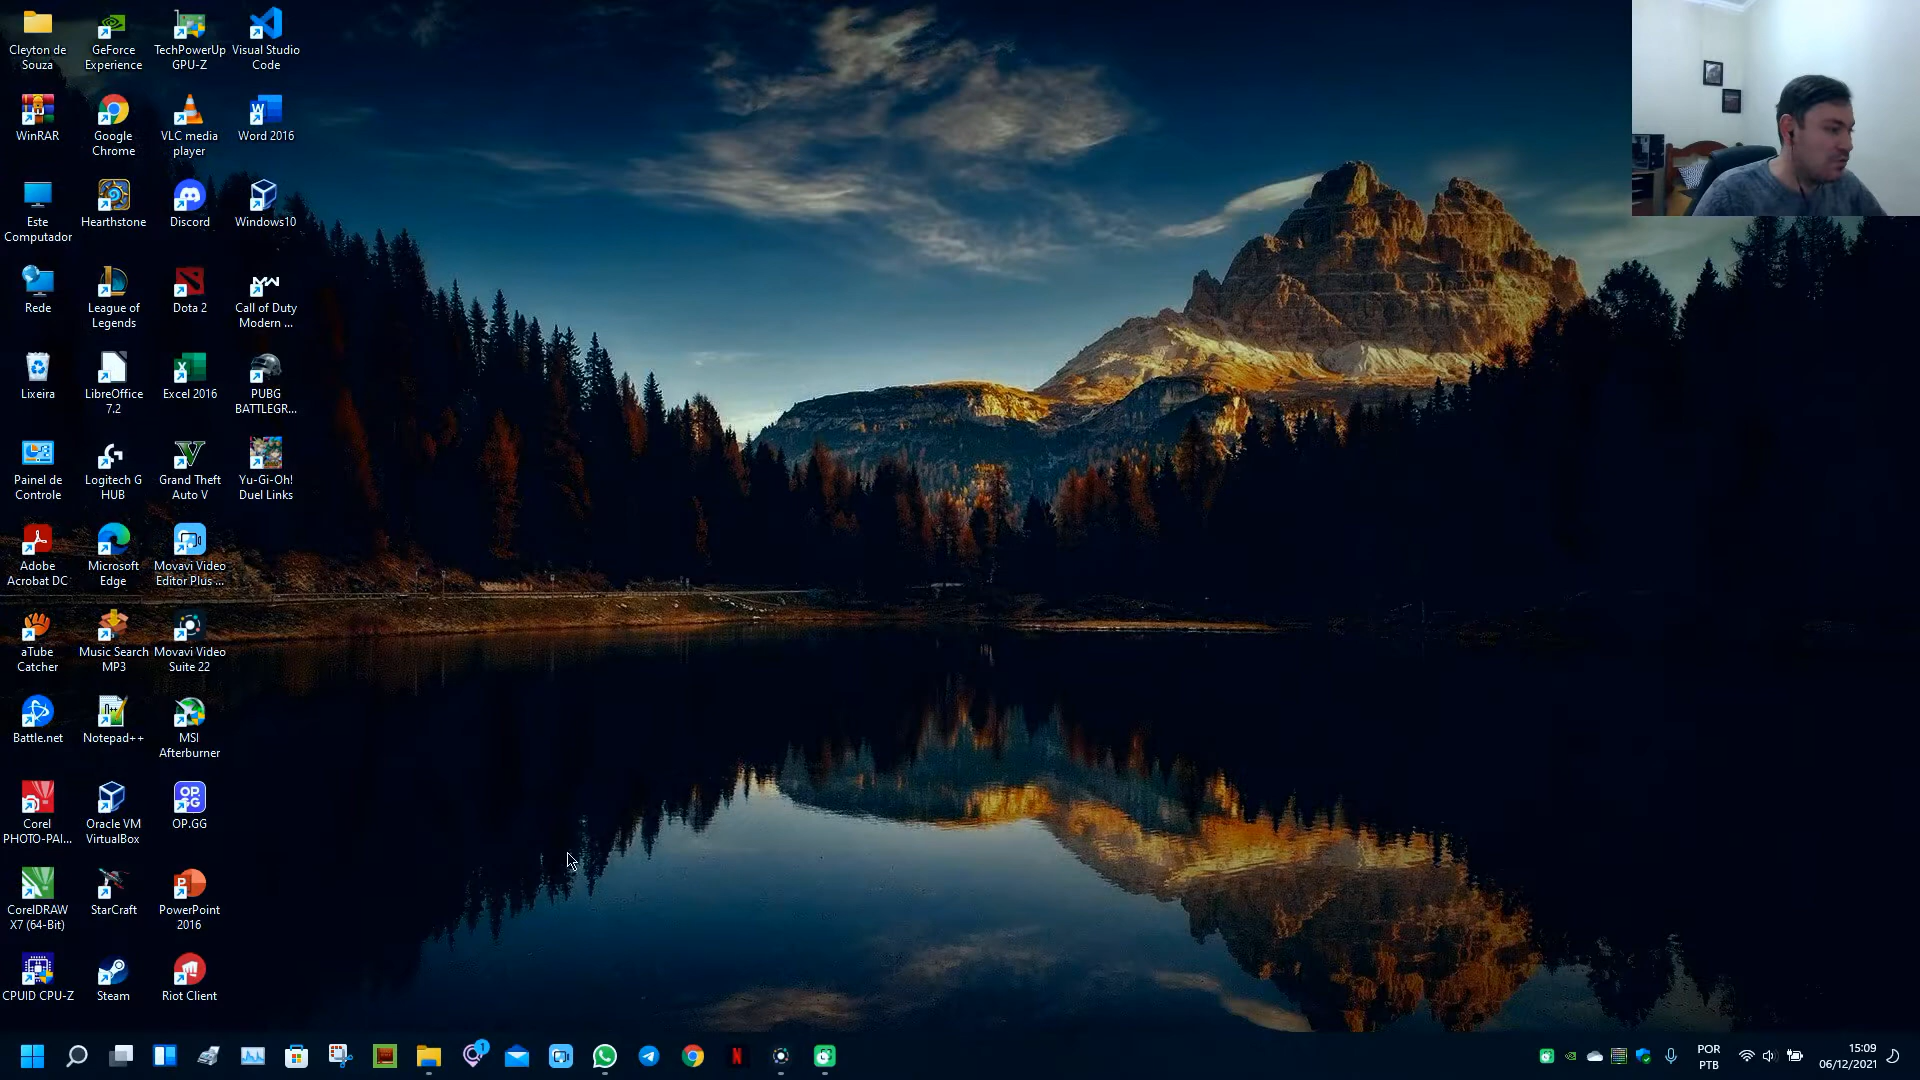 Cleyton de
Souza
GeForce
Experience
TechPowerUp
GPU-Z
Visual Studio
Code
WinRAR
Google
Chrome
VLC media
player
Word 2016
Este
Computador
Hearthstone
Discord
Windows10
Rede
League of
Legends
Dota 2
Call of Duty
Modern ...
Lixeira
LibreOffice
7.2
Excel 2016
PUBG
BATTLEGR...
Painel de
Controle
Logitech G
HUB
Grand Theft
Auto V
Yu-Gi-Oh!
Duel Links
Adobe
Acrobat DC
Microsoft
Edge
Movavi Video
Editor Plus ...
aTube
Catcher
Music Search
MP3
Movavi Video
Suite 22
Battle.net
Notepad++
MSI
Afterburner
Corel
PHOTO-PAI...
Oracle VM
VirtualBox
OP.
GG
OP.GG
CorelDRAW
X7 (64-Bit)
StarCraft
PowerPoint
2016
CPUID CPU-Z
Steam
Riot Client
1
POR
PTB
15:09
06/12/2021